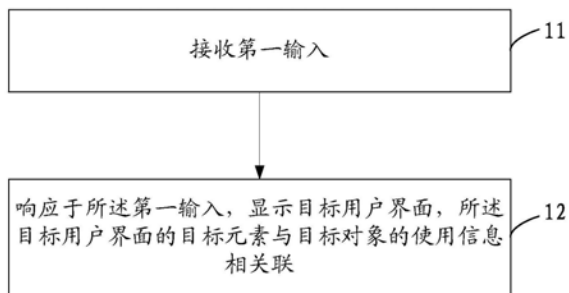 接收第一输入
11
响应于所述第一输入，显示目标用户界面，所述
目标用户界面的目标元素与目标对象的使用信息
相关联
12